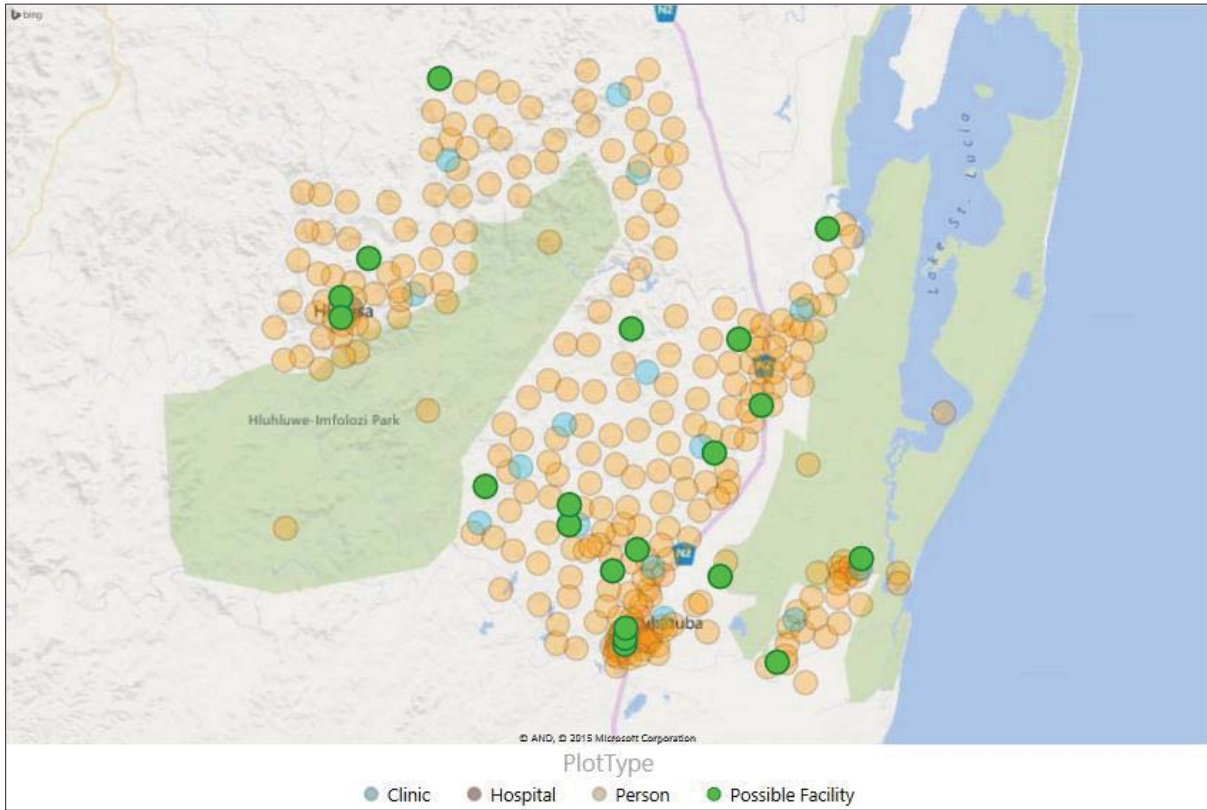 bing
N2
Lake St. Lucia
N2
Hluhluwe-Imfolozi Park
N2
© AND, © 2015 Microsoft Corporation
PlotType
Clinic Hospital Person Possible Facility